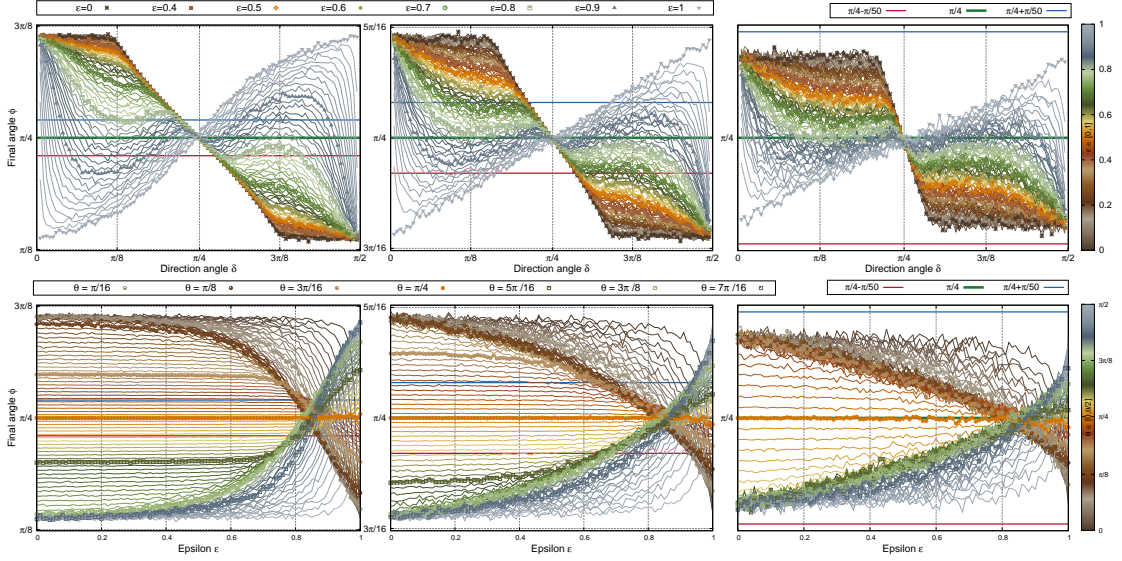 ε=0 ε=0.4 ε=0.5 ε=0.6 ε=0.7 ε=0.8 ε=0.9 ε=1
π/4-π/50 π/4 π/4+π/50
3π/8
π/4
π/8
Final angle ϕ
0 π/8 π/4 3π/8 π/2
Direction angle δ
5π/16
π/4
3π/16
0 π/8 π/4 3π/8 π/2
Direction angle δ
π/4
0 π/8 π/4 3π/8 π/2
Direction angle δ
1
0.8
0.6
0.4
0.2
0
ε ∈ [0,1]
θ = π/16 θ = π/8 θ = 3π/16 θ = π/4 θ = 5π/16 θ = 3π/8 θ = 7π/16
π/4-π/50 π/4 π/4+π/50
3π/8
π/4
π/8
Final angle ϕ
0 0.2 0.4 0.6 0.8 1
Epsilon ε
5π/16
π/4
3π/16
0 0.2 0.4 0.6 0.8 1
Epsilon ε
π/4
0 0.2 0.4 0.6 0.8 1
Epsilon ε
π/2
3π/8
π/4
π/8
0